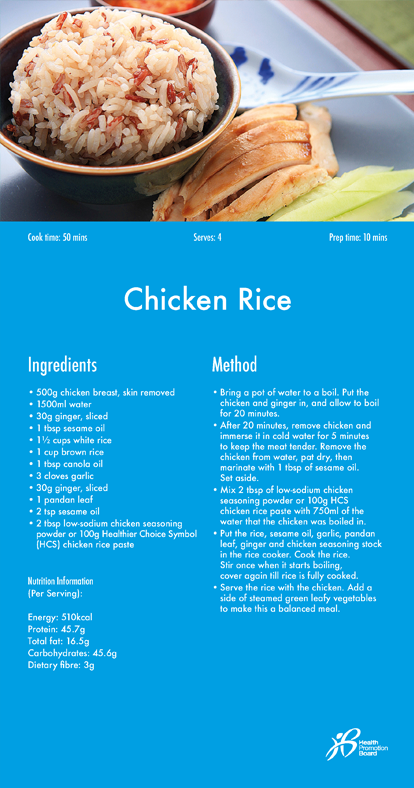 Cook time: 50 mins
Serves: 4
Prep time: 10 mins
Chicken Rice
Ingredients
• 500g chicken breast, skin removed
• 1500ml water
• 30g ginger, sliced
• 1 tbsp sesame oil
• 1½ cups white rice
• 1 cup brown rice
• 1 tbsp canola oil
• 3 cloves garlic
• 30g ginger, sliced
• 1 pandan leaf
• 2 tsp sesame oil
• 2 tbsp low-sodium chicken seasoning
powder or 100g Healthier Choice Symbol
(HCS) chicken rice paste
Nutrition Information
(Per Serving):
Energy: 510kcal
Protein: 45.7g
Total fat: 16.5g
Carbohydrates: 45.6g
Dietary fibre: 3g
Method
• Bring a pot of water to a boil. Put the
chicken and ginger in, and allow to boil
for 20 minutes.
• After 20 minutes, remove chicken and
immerse it in cold water for 5 minutes
to keep the meat tender. Remove the
chicken from water, pat dry, then
marinate with 1 tbsp of sesame oil.
Set aside.
• Mix 2 tbsp of low-sodium chicken
seasoning powder or 100g HCS
chicken rice paste with 750ml of the
water that the chicken was boiled in.
• Put the rice, sesame oil, garlic, pandan
leaf, ginger and chicken seasoning stock
in the rice cooker. Cook the rice.
Stir once when it starts boiling,
cover again till rice is fully cooked.
• Serve the rice with the chicken. Add a
side of steamed green leafy vegetables
to make this a balanced meal.
Health
Promotion
Board